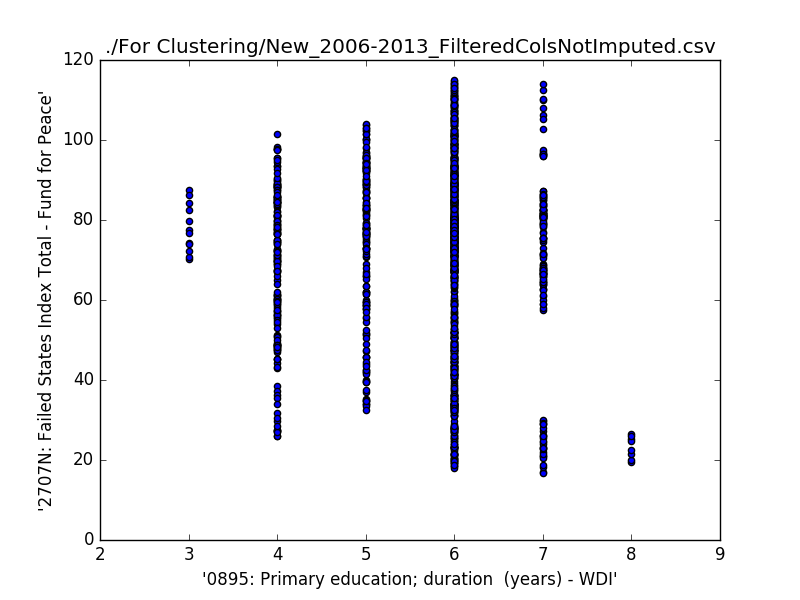 ./For Clustering/New_2006-2013_FilteredColsNotImputed.csv
120
100
80
60
40
20
0
'2707N: Failed States Index Total - Fund for Peace'
2 3 4 5 6 7 8 9
'0895: Primary education; duration  (years) - WDI'